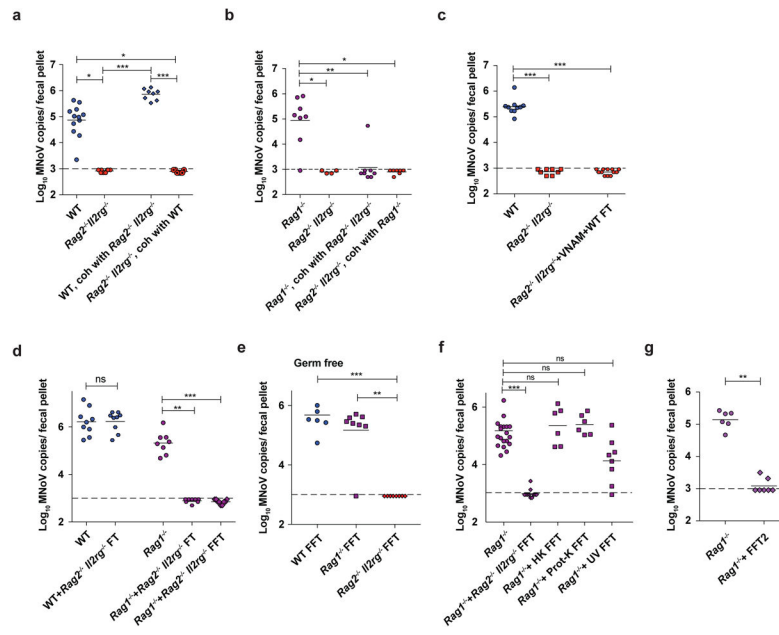 a
Log10 MNoV copies/ fecal pellet
7
6
5
4
3
2
*
***
*
***
WT
Rag2-/-Il2rg-/-
WT, coh with Rag2-/- Il2rg-/-
Rag2-/- Il2rg-/-, coh with WT
b
Log10 MNoV copies/ fecal pellet
7
6
5
4
3
2
*
**
*
Rag1-/-
Rag2-/- Il2rg-/-
Rag1-/-, coh with Rag2-/- Il2rg-/-
Rag2-/- Il2rg-/-, coh with Rag1-/-
c
Log10 MNoV copies/ fecal pellet
7
6
5
4
3
2
***
***
WT
Rag2-/- Il2rg-/-
Rag2-/- Il2rg-/-+VNAM+WT FT
d
Log10 MNoV copies/ fecal pellet
6
4
2
ns
***
**
WT
WT+Rag2-/- Il2rg-/- FT
Rag1-/-
Rag1-/-+Rag2-/- Il2rg-/- FT
Rag1-/-+Rag2-/- Il2rg-/- FFT
e
Germ free
Log10 MNoV copies/ fecal pellet
6
4
2
***
**
WT FFT
Rag1-/- FFT
Rag2-/- Il2rg-/- FFT
f
Log10 MNoV copies/ fecal pellet
6
5
4
3
2
ns
ns
ns
***
Rag1-/-
Rag1-/-+Rag2-/- Il2rg-/- FFT
Rag1-/-+ HK FFT
Rag1-/-+ Prot-K FFT
Rag1-/-+ UV FFT
g
Log10 MNoV copies/ fecal pellet
6
5
4
3
2
**
Rag1-/-
Rag1-/-+ FFT2